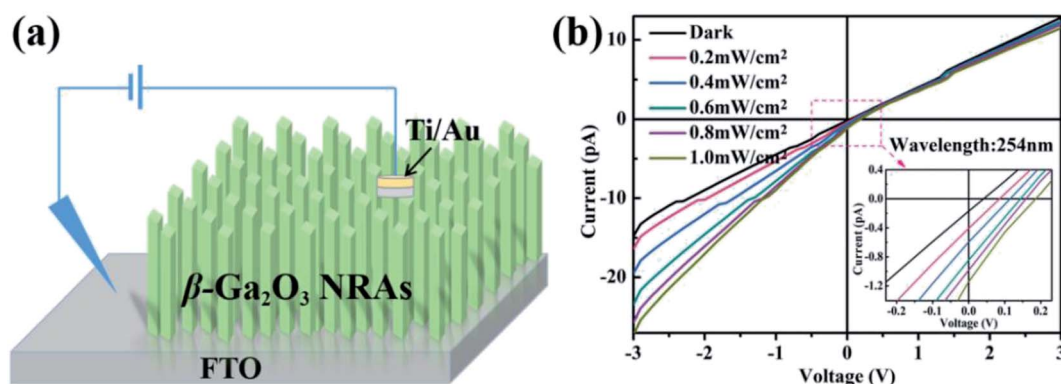 (a)
Ti/Au
β-Ga₂O₃ NRAs
FTO
(b)
Dark
0.2mW/cm²
0.4mW/cm²
0.6mW/cm²
0.8mW/cm²
1.0mW/cm²
Wavelength:254nm
Current (pA)
10
0
-10
-20
-3
-2
-1
0
1
2
3
Voltage (V)
Current (pA)
0.4
0.0
-0.4
-0.8
-1.2
-0.2
-0.1
0.0
0.1
0.2
Voltage (V)